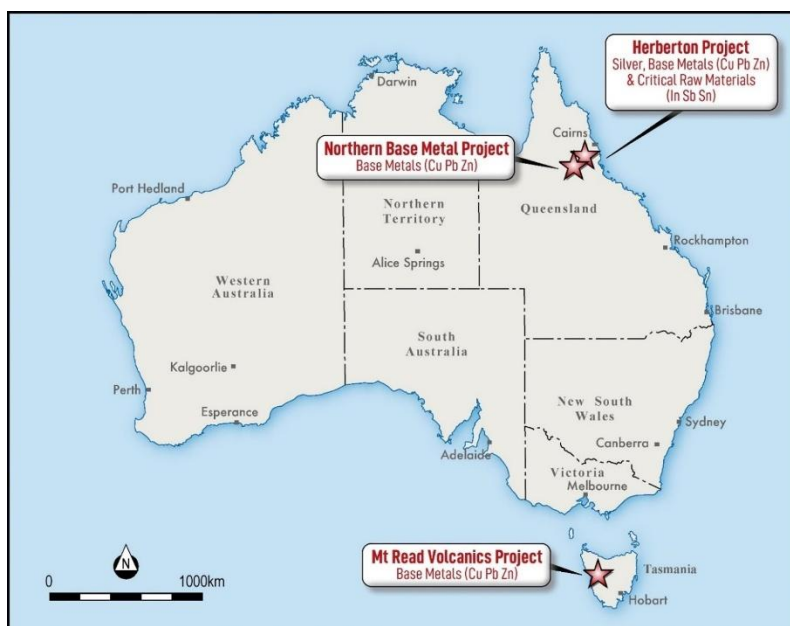 Herberton Project
Silver, Base Metals (Cu Pb Zn)
& Critical Raw Materials
(In Sb Sn)
Darwin
Cairns
Northern Base Metal Project
Base Metals (Cu Pb Zn)
Port Hedland
Northern
Territory
Queensland
Alice Springs
Rockhampton
Western
Australia
South
Australia
Brisbane
Kalgoorlie
Perth
Esperance
New South
Wales
Sydney
Canberra
Adelaide
Victoria
Melbourne
Mt Read Volcanics Project
Base Metals (Cu Pb Zn)
Tasmania
Hobart
N
0
1000km